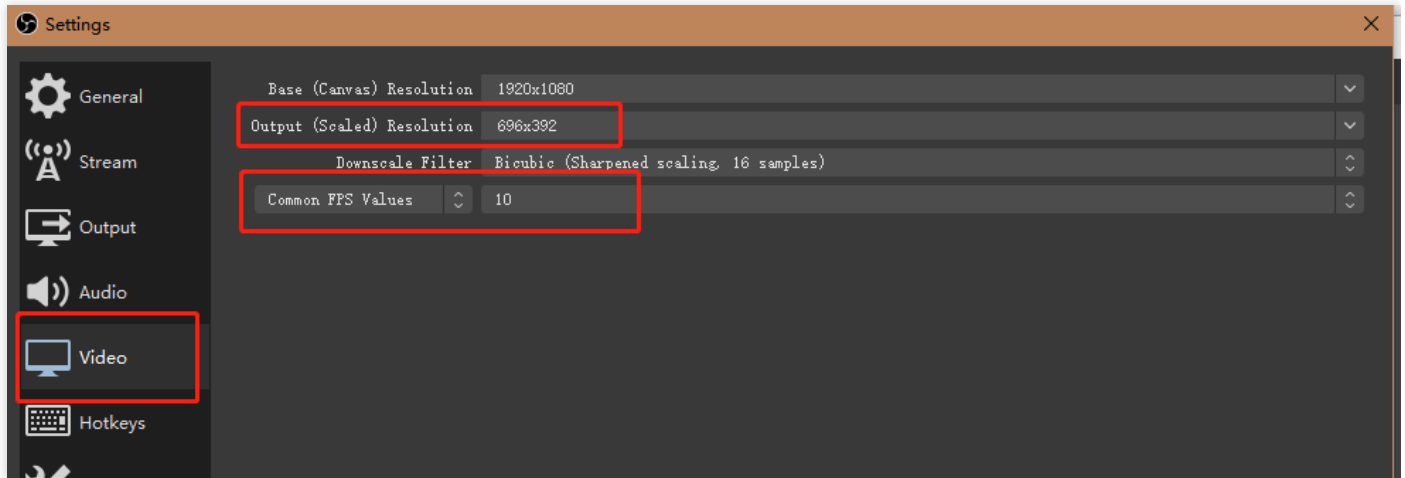 Settings
General
Stream
Output
Audio
Video
Hotkeys
Base (Canvas) Resolution 1920x1080
Output (Scaled) Resolution 696x392
Downscale Filter Bicubic (Sharpened scaling, 16 samples)
Common FPS Values 10